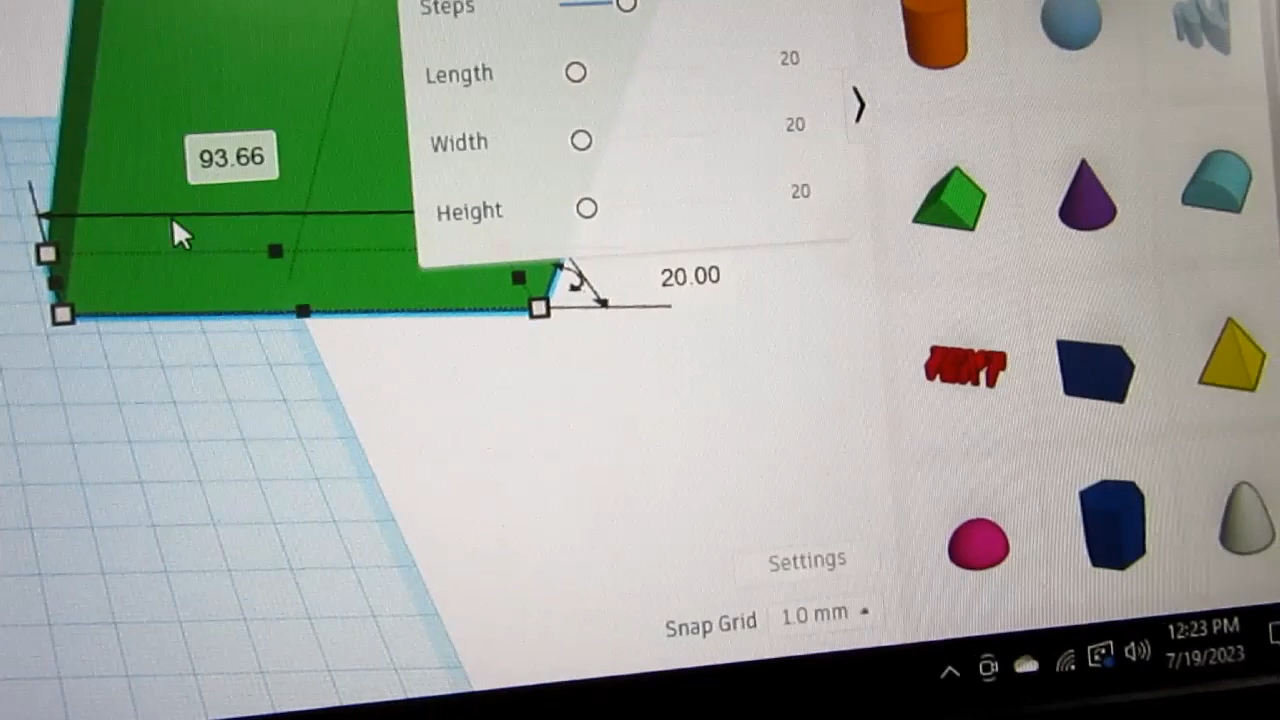 Steps
Length 20
Width 20
Height 20
93.66
20.00
TEXT
Settings
Snap Grid 1.0 mm
12:23 PM
7/19/2023